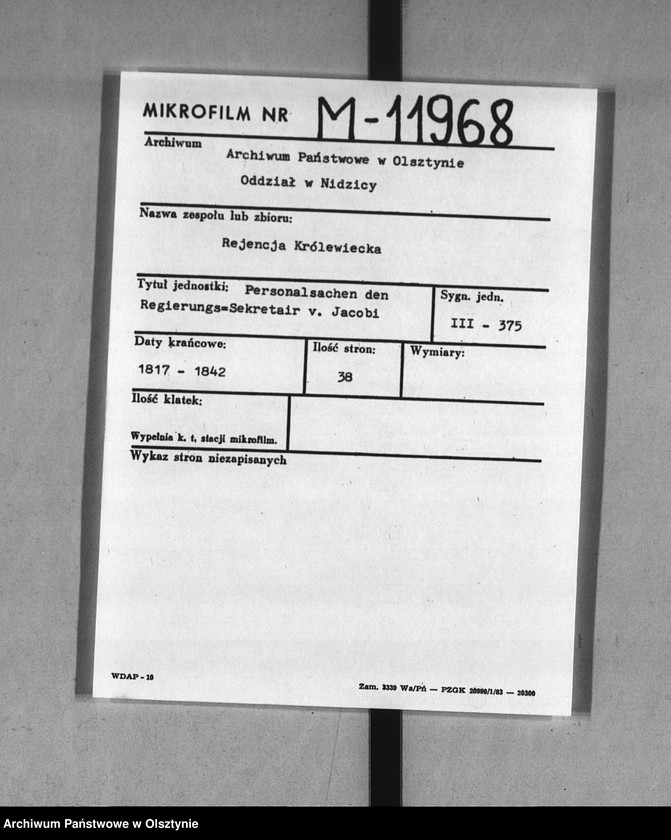 MIKROFILM NR M-11968
Archiwum
Archiwum Państwowe w Olsztynie
Oddział w Nidzicy
Nazwa zespołu lub zbioru:
Rejencja Królewiecka
Tytuł jednostki: Personalsachen den
Regierungs=Sekretair v. Jacobi
Sygn. jedn.
III - 375
Daty krańcowe:
1817 - 1842
Ilość stron:
38
Wymiary:
Ilość klatek:
Wypełnia k. t. stacji mikrofilm.
Wykaz stron niezapisanych
WDAP - 10
Zam. 3339 Wa/Pń — PZGK 20990/1/83 — 20300
Archiwum Państwowe w Olsztynie